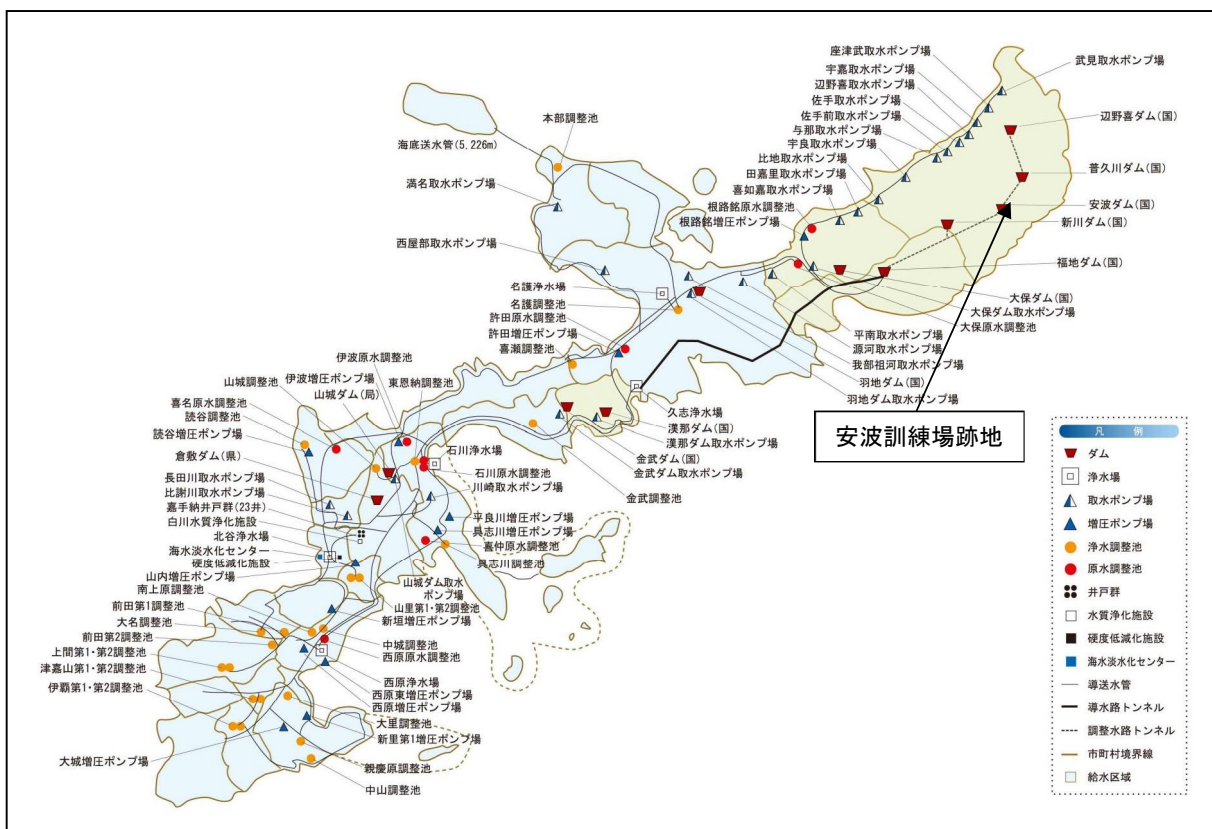 座津武取水ポンプ場
宇嘉取水ポンプ場
辺野喜取水ポンプ場
佐手取水ポンプ場
佐手前取水ポンプ場
与那取水ポンプ場
宇良取水ポンプ場
比地取水ポンプ場
田嘉里取水ポンプ場
喜如嘉取水ポンプ場
根路銘原水調整池
根路銘増圧ポンプ場
武見取水ポンプ場
辺野喜ダム(国)
普久川ダム(国)
安波ダム(国)
新川ダム(国)
福地ダム(国)
大保ダム(国)
大保ダム取水ポンプ場
大保原水調整池
本部調整池
海底送水管(5,226m)
満名取水ポンプ場
西屋部取水ポンプ場
名護浄水場
名護調整池
許田原水調整池
許田増圧ポンプ場
喜瀬調整池
平南取水ポンプ場
源河取水ポンプ場
我部祖河取水ポンプ場
羽地ダム(国)
羽地ダム取水ポンプ場
安波訓練場跡地
久志浄水場
漢那ダム(国)
漢那ダム取水ポンプ場
金武ダム(国)
金武ダム取水ポンプ場
金武調整池
伊波原水調整池
伊波増圧ポンプ場
東恩納調整池
山城調整池
山城ダム(局)
喜名原水調整池
読谷調整池
読谷増圧ポンプ場
倉敷ダム(県)
長田川取水ポンプ場
比謝川取水ポンプ場
嘉手納井戸群(23井)
白川水質浄化施設
北谷浄水場
海水淡水化センター
硬度低減化施設
山内増圧ポンプ場
南上原調整池
前田第1調整池
大名調整池
前田第2調整池
上間第1・第2調整池
津嘉山第1・第2調整池
伊覇第1・第2調整池
大城増圧ポンプ場
石川浄水場
石川原水調整池
川崎取水ポンプ場
平良川増圧ポンプ場
具志川増圧ポンプ場
喜仲原水調整池
具志川調整池
山城ダム取水
ポンプ場
山里第1・第2調整池
新垣増圧ポンプ場
中城調整池
西原原水調整池
西原浄水場
西原東増圧ポンプ場
西原増圧ポンプ場
大里調整池
新里第1増圧ポンプ場
親慶原調整池
中山調整池
凡 例
ダム
浄水場
取水ポンプ場
増圧ポンプ場
浄水調整池
原水調整池
井戸群
水質浄化施設
硬度低減化施設
海水淡水化センター
導送水管
導水路トンネル
調整水路トンネル
市町村境界線
給水区域